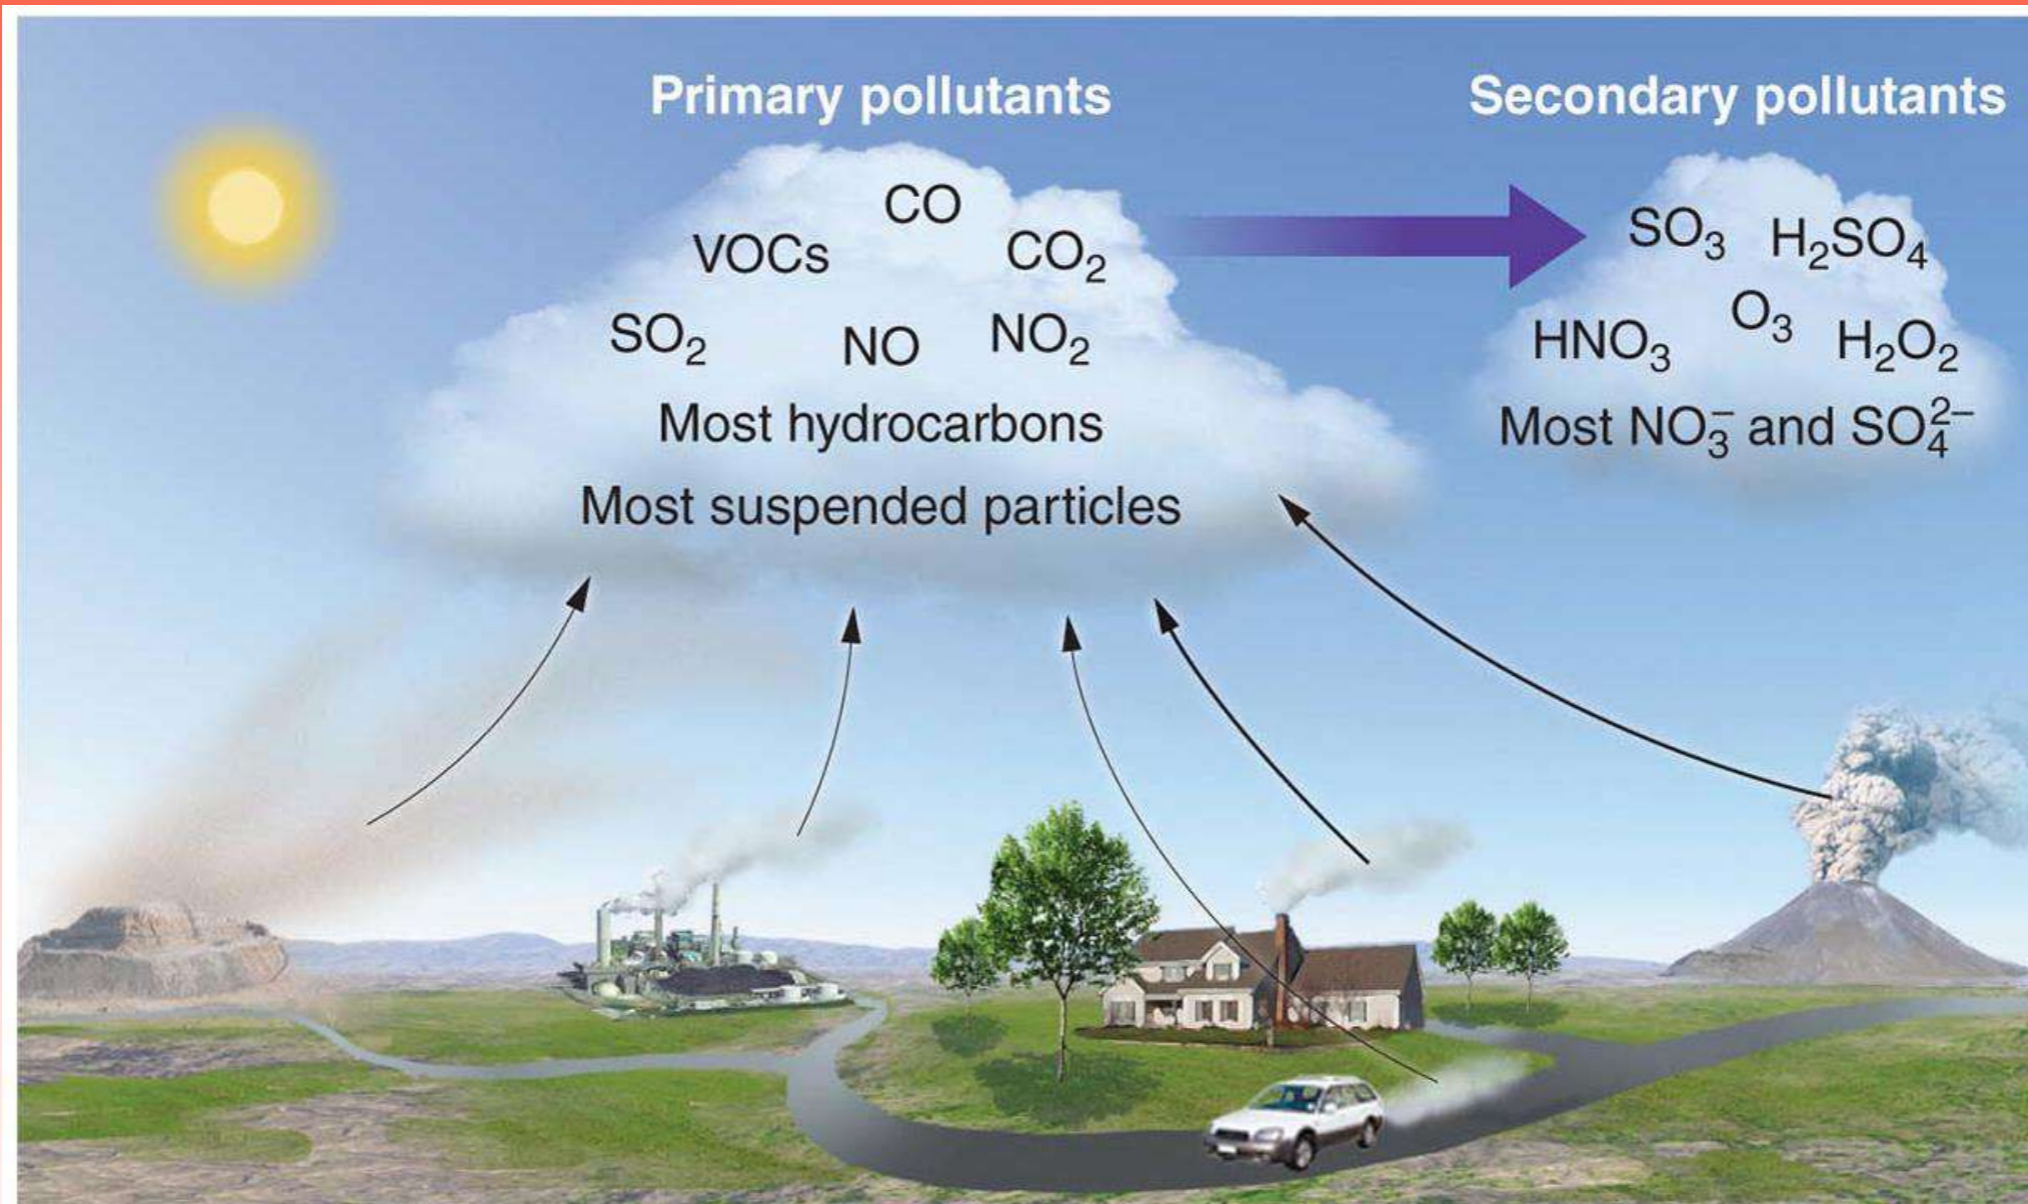 Primary pollutants
CO
VOCs
CO₂
SO₂
NO
NO₂
Most hydrocarbons
Most suspended particles
Secondary pollutants
SO₃
H₂SO₄
O₃
HNO₃
H₂O₂
Most NO₃⁻ and SO₄²⁻